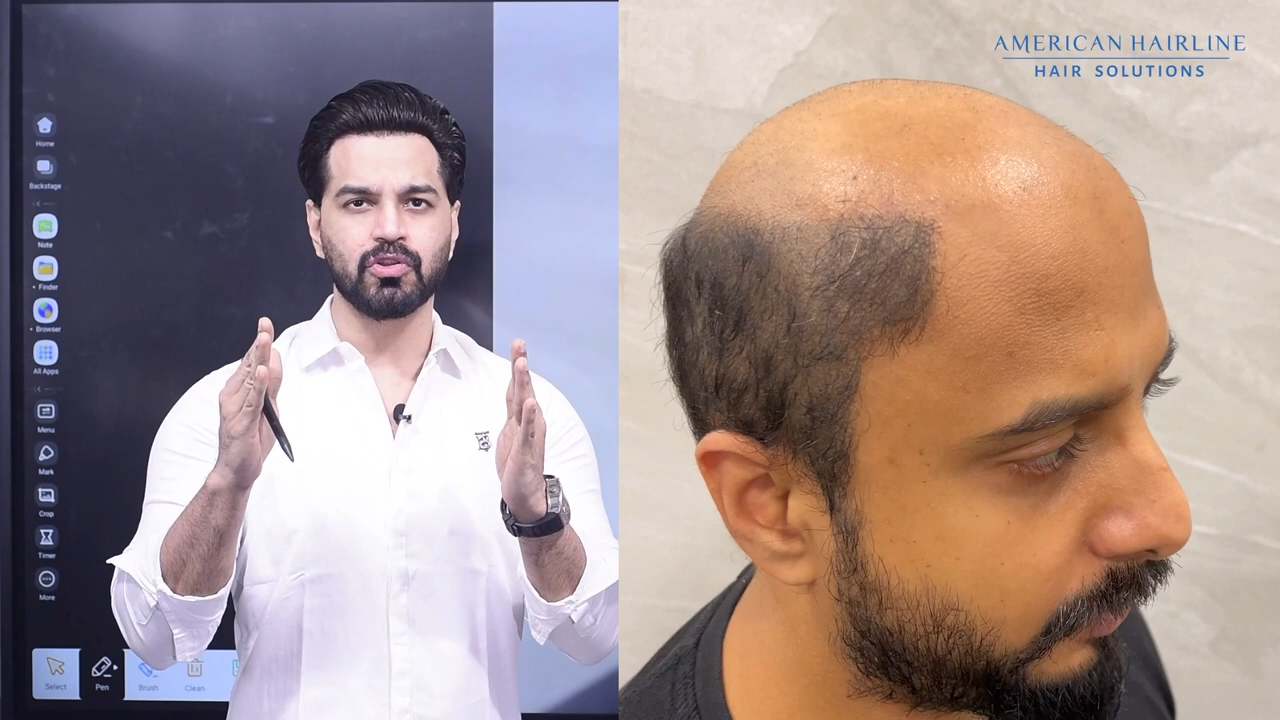 Home
Backstage
Note
Finder
Browser
All Apps
Menu
Mark
Crop
Timer
More
Select
Pen
Brush
Clean
AMERICAN HAIRLINE
HAIR SOLUTIONS